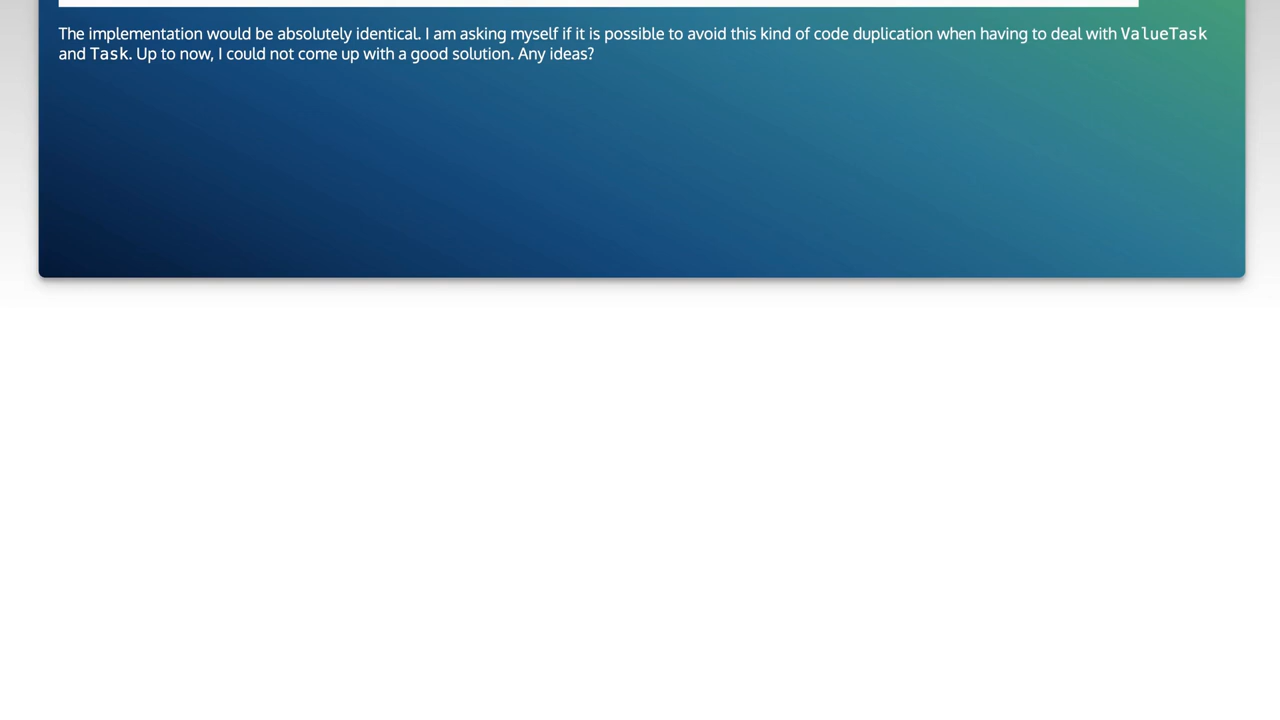 The implementation would be absolutely identical. I am asking myself if it is possible to avoid this kind of code duplication when having to deal with ValueTask
and Task. Up to now, I could not come up with a good solution. Any ideas?